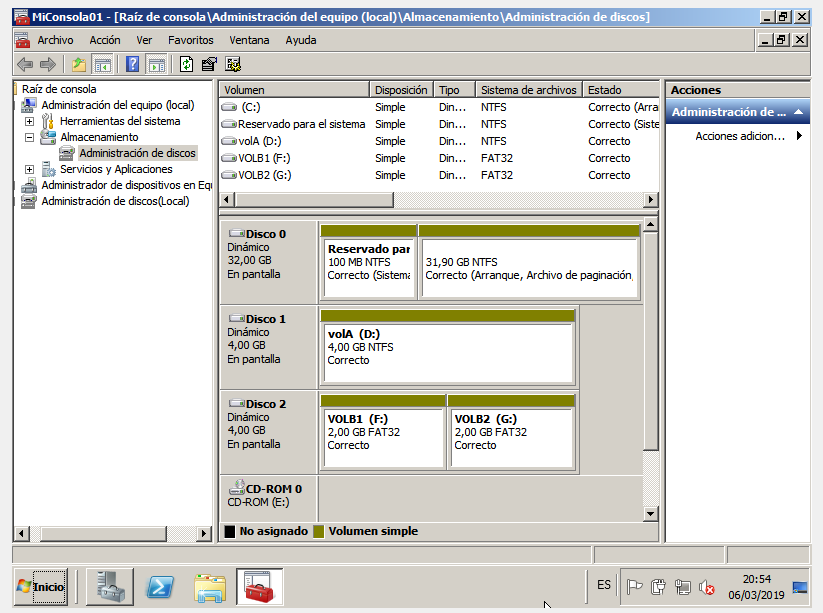 MiConsola01 - [Raíz de consola\Administración del equipo (local)\Almacenamiento\Administración de discos]
Archivo Acción Ver Favoritos Ventana Ayuda
Raíz de consola
Administración del equipo (local)
Herramientas del sistema
Almacenamiento
Administración de discos
Servicios y Aplicaciones
Administrador de dispositivos en Equ
Administración de discos(Local)
Volumen Disposición Tipo Sistema de archivos Estado
(C:) Simple Din... NTFS Correcto (Arra
Reservado para el sistema Simple Din... NTFS Correcto (Siste
volA (D:) Simple Din... NTFS Correcto
VOLB1 (F:) Simple Din... FAT32 Correcto
VOLB2 (G:) Simple Din... FAT32 Correcto
Disco 0
Dinámico
32,00 GB
En pantalla
Reservado par
100 MB NTFS
Correcto (Sistema
31,90 GB NTFS
Correcto (Arranque, Archivo de paginación,
Disco 1
Dinámico
4,00 GB
En pantalla
volA (D:)
4,00 GB NTFS
Correcto
Disco 2
Dinámico
4,00 GB
En pantalla
VOLB1 (F:)
2,00 GB FAT32
Correcto
VOLB2 (G:)
2,00 GB FAT32
Correcto
CD-ROM 0
CD-ROM (E:)
No asignado Volumen simple
Acciones
Administración de ...
Acciones adicion...
Inicio
ES
20:54
06/03/2019